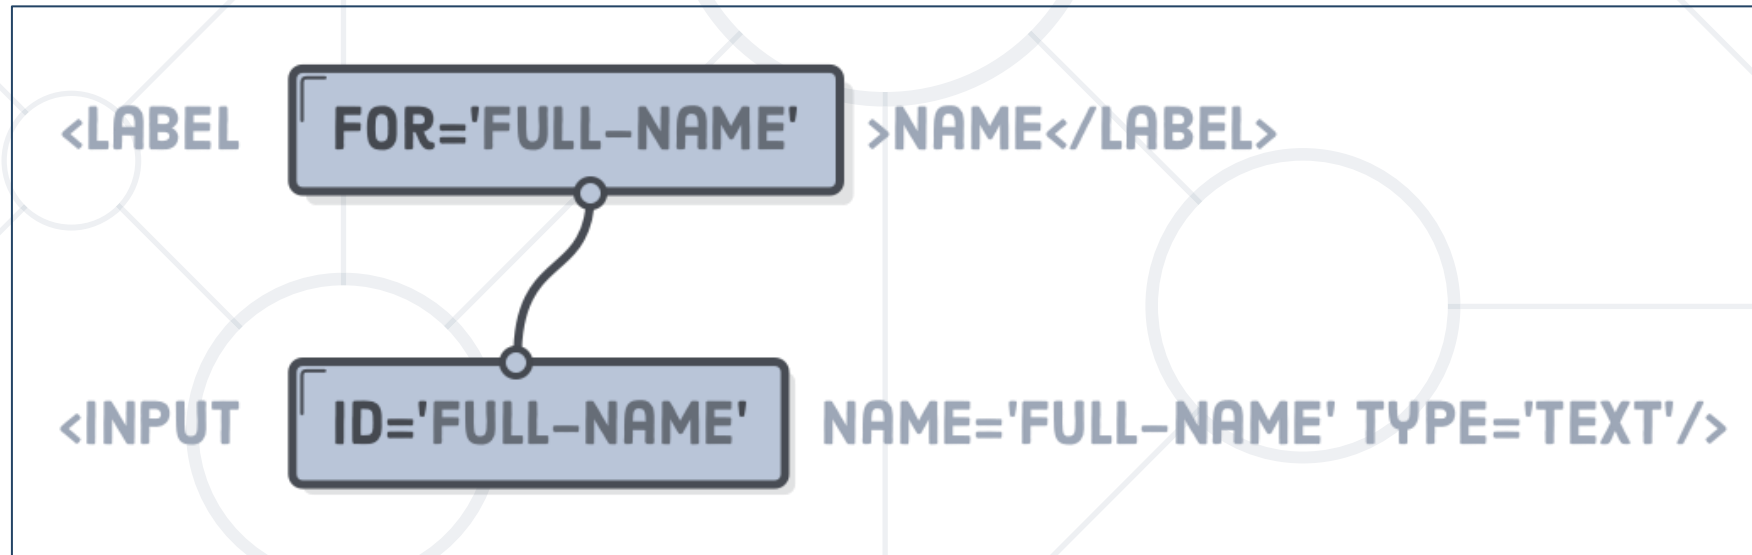 <LABEL FOR='FULL-NAME' >NAME</LABEL>
<INPUT ID='FULL-NAME' NAME='FULL-NAME' TYPE='TEXT'/>